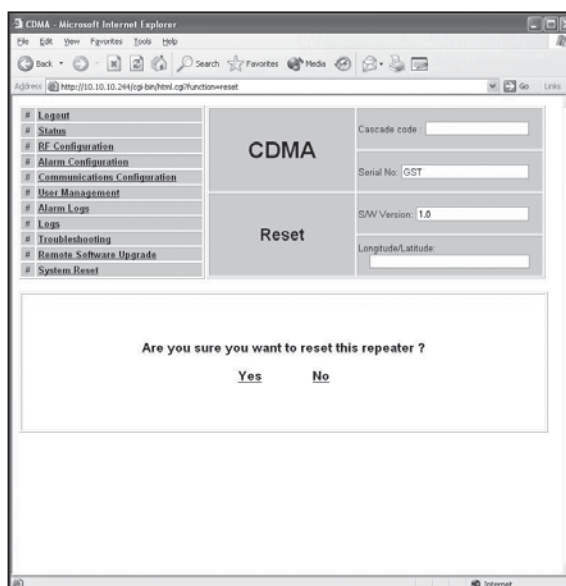 CDMA - Microsoft Internet Explorer
File Edit View Favorites Tools Help
Back Search Favorites Media
Address http://10.10.10.244/cgi-bin/html.cgi?function=reset Go Links
# Logout
# Status
# RF Configuration
# Alarm Configuration
# Communications Configuration
# User Management
# Alarm Logs
# Logs
# Troubleshooting
# Remote Software Upgrade
# System Reset
CDMA
Reset
Cascade code :
Serial No: GST
S/W Version: 1.0
Longitude/Latitude:
Are you sure you want to reset this repeater ?
Yes No
Internet